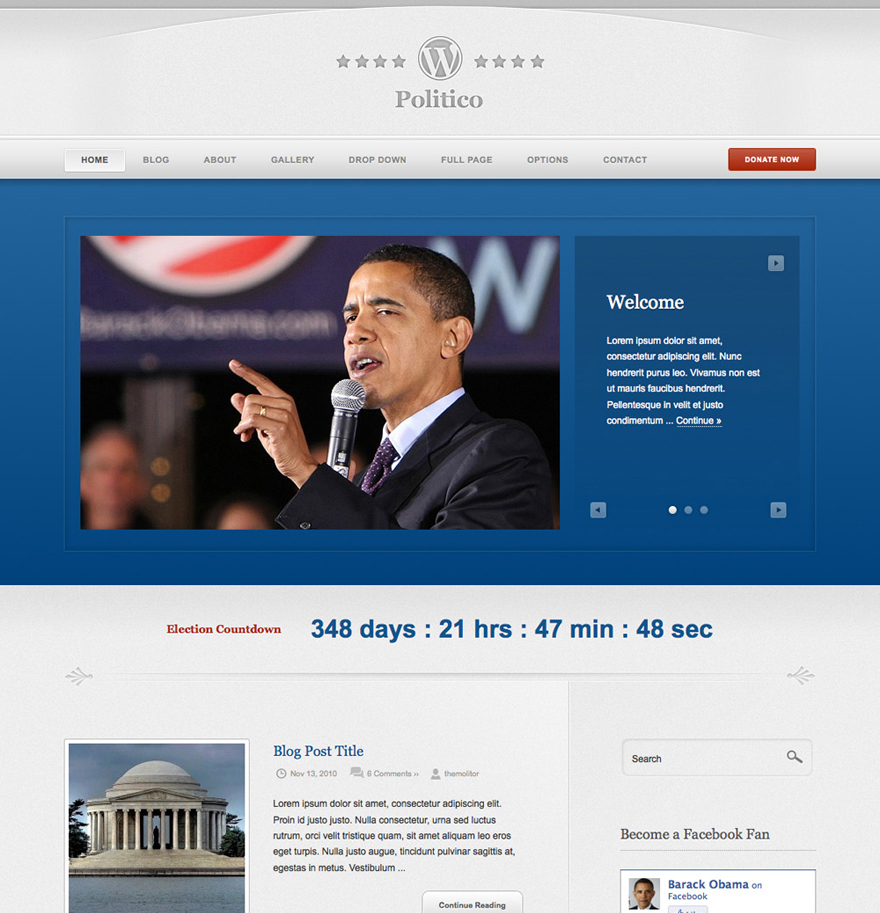 Politico
HOME BLOG ABOUT GALLERY DROP DOWN FULL PAGE OPTIONS CONTACT DONATE NOW
BarackObama.com
W
Welcome
Lorem ipsum dolor sit amet,
consectetur adipiscing elit. Nunc
hendrerit purus leo. Vivamus non est
ut mauris faucibus hendrerit.
Pellentesque in velit et justo
condimentum ... Continue »
Election Countdown 348 days : 21 hrs : 47 min : 48 sec
Blog Post Title
Nov 13, 2010 6 Comments ›› themolitor
Lorem ipsum dolor sit amet, consectetur adipiscing elit.
Proin id justo justo. Nulla consectetur, urna sed luctus
rutrum, orci velit tristique quam, sit amet aliquam leo eros
eget turpis. Nulla justo augue, tincidunt pulvinar sagittis at,
egestas in metus. Vestibulum ...
Continue Reading
Search
Become a Facebook Fan
Barack Obama on
Facebook